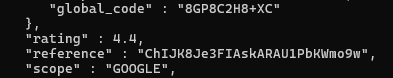 "global_code" : "8GP8C2H8+XC"
},
"rating" : 4.4,
"reference" : "ChIJK8Je3FIAskARAU1PbKWmo9w",
"scope" : "GOOGLE",